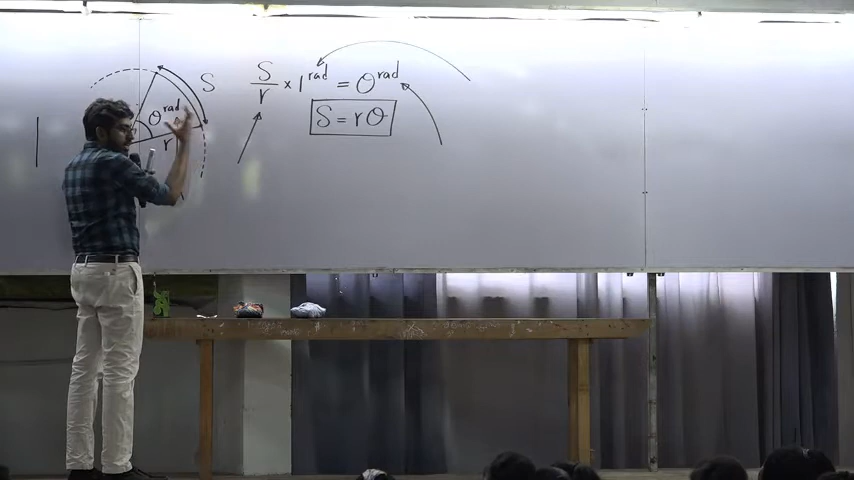 S
θ^rad
r
S/r × 1^rad = θ^rad
S = rθ